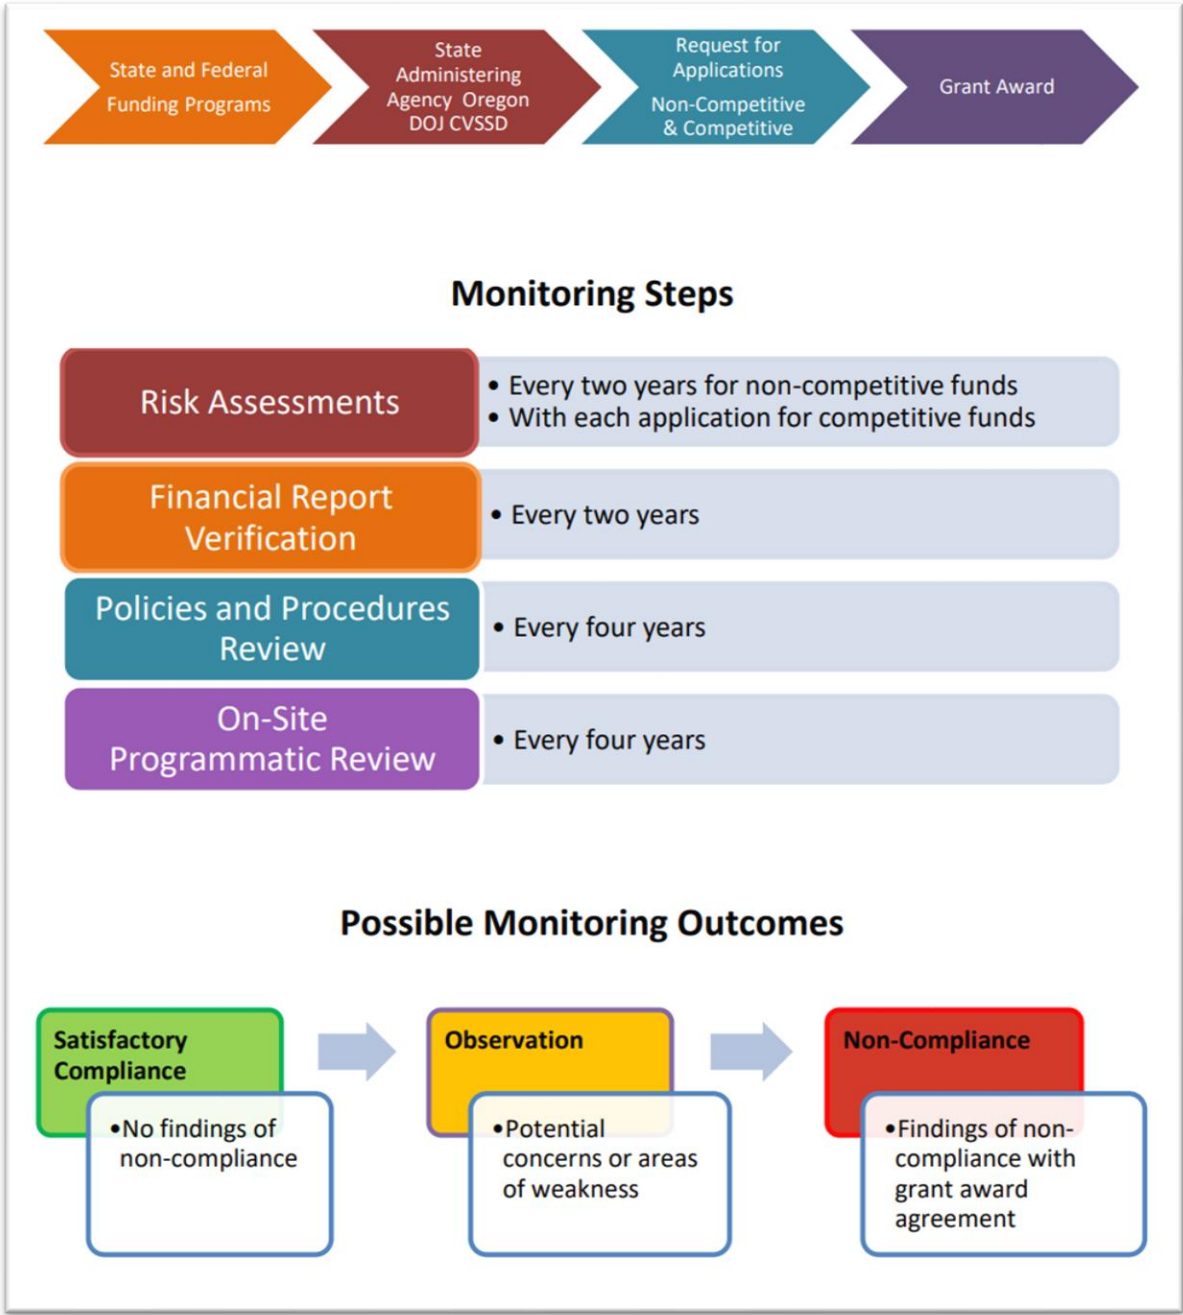 State and Federal
Funding Programs
State
Administering
Agency Oregon
DOJ CVSSD
Request for
Applications
Non-Competitive
& Competitive
Grant Award
Monitoring Steps
Risk Assessments
• Every two years for non-competitive funds
• With each application for competitive funds
Financial Report
Verification
• Every two years
Policies and Procedures
Review
• Every four years
On-Site
Programmatic Review
• Every four years
Possible Monitoring Outcomes
Satisfactory
Compliance
•No findings of
non-compliance
Observation
•Potential
concerns or areas
of weakness
Non-Compliance
•Findings of non-
compliance with
grant award
agreement